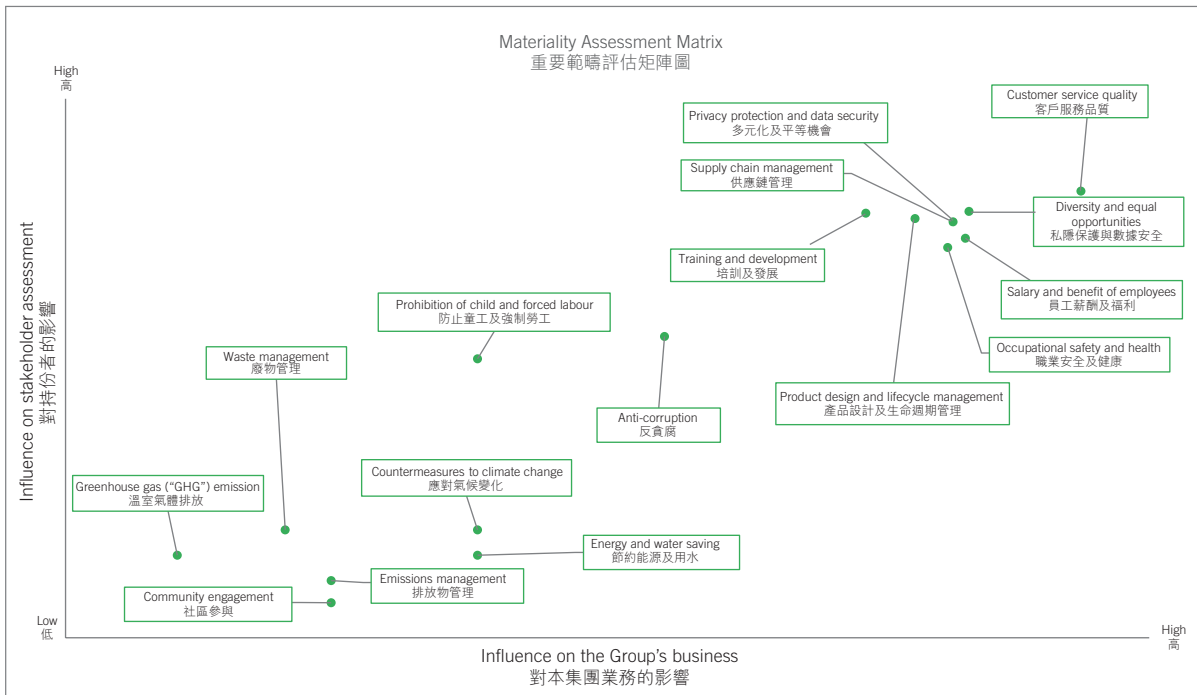 Materiality Assessment Matrix
重要範疇評估矩陣圖
High
高
Customer service quality
客戶服務品質
Privacy protection and data security
多元化及平等機會
Supply chain management
供應鏈管理
Diversity and equal
opportunities
私隱保護與數據安全
Training and development
培訓及發展
Salary and benefit of employees
員工薪酬及福利
Prohibition of child and forced labour
防止童工及強制勞工
Occupational safety and health
職業安全及健康
Waste management
廢物管理
Product design and lifecycle management
產品設計及生命週期管理
Anti-corruption
反貪腐
Influence on stakeholder assessment
對持份者的影響
Greenhouse gas (“GHG”) emission
溫室氣體排放
Countermeasures to climate change
應對氣候變化
Energy and water saving
節約能源及用水
Emissions management
排放物管理
Community engagement
社區參與
Low
低
High
高
Influence on the Group’s business
對本集團業務的影響